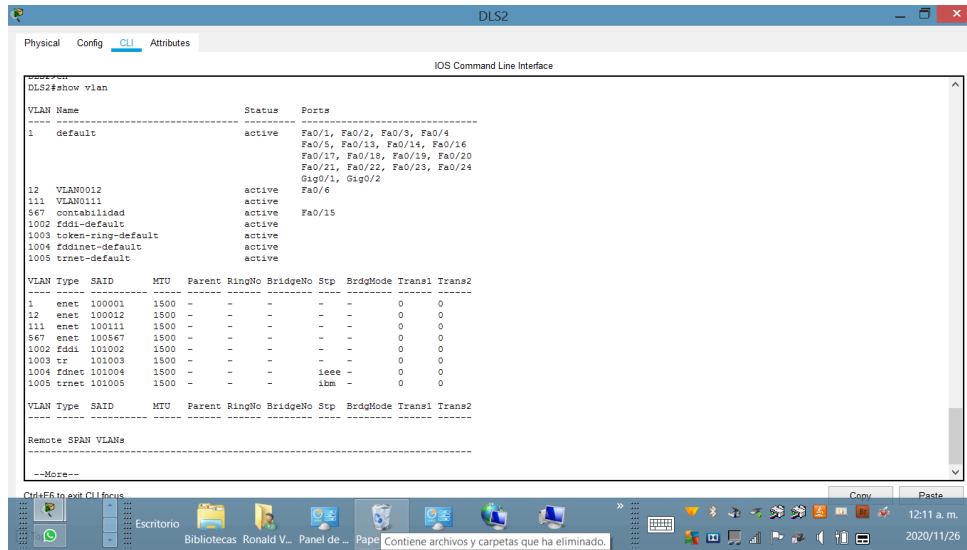 DLS2
Physical Config CLI Attributes
IOS Command Line Interface
DLS2#show vlan
VLAN Name Status Ports
---- -------------------------------- --------- -------------------------------
1 default active Fa0/1, Fa0/2, Fa0/3, Fa0/4
Fa0/5, Fa0/13, Fa0/14, Fa0/16
Fa0/17, Fa0/18, Fa0/19, Fa0/20
Fa0/21, Fa0/22, Fa0/23, Fa0/24
Gig0/1, Gig0/2
12 VLAN0012 active Fa0/6
111 VLAN0111 active
567 contabilidad active Fa0/15
1002 fddi-default active
1003 token-ring-default active
1004 fddinet-default active
1005 trnet-default active
VLAN Type SAID MTU Parent RingNo BridgeNo Stp BrdgMode Trans1 Trans2
---- ----- ---------- ----- ------ ------ -------- ---- -------- ------ ------
1 enet 100001 1500 - - - - - 0 0
12 enet 100012 1500 - - - - - 0 0
111 enet 100111 1500 - - - - - 0 0
567 enet 100567 1500 - - - - - 0 0
1002 fddi 101002 1500 - - - - - 0 0
1003 tr 101003 1500 - - - - - 0 0
1004 fdnet 101004 1500 - - - ieee - 0 0
1005 trnet 101005 1500 - - - ibm - 0 0
VLAN Type SAID MTU Parent RingNo BridgeNo Stp BrdgMode Trans1 Trans2
---- ----- ---------- ----- ------ ------ -------- ---- -------- ------ ------
Remote SPAN VLANs
------------------------------------------------------------------------------
--More--
Ctrl+F6 to exit CLI focus Copy Paste
Escritorio
Bibliotecas Ronald V... Panel de ... Pape
Contiene archivos y carpetas que ha eliminado.
12:11 a. m.
2020/11/26